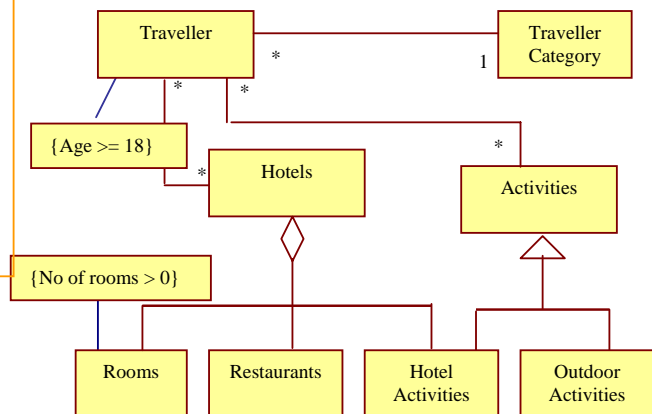 Traveller
Traveller
Category
*
1
*
*
{Age >= 18}
*
*
Hotels
Activities
{No of rooms > 0}
Rooms
Restaurants
Hotel
Activities
Outdoor
Activities